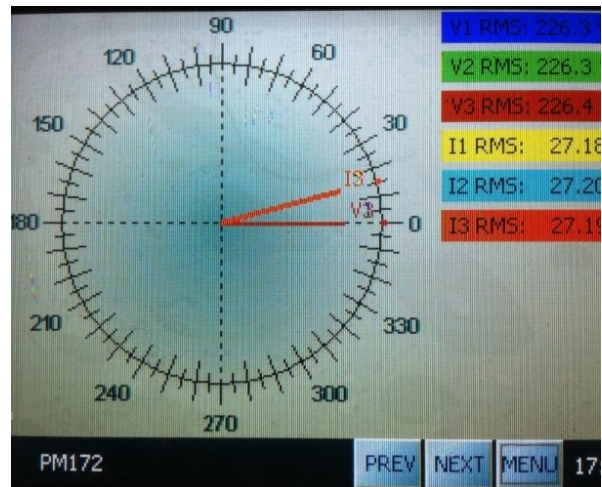 90
120
60
150
30
180
0
210
330
240
300
270
I3
V3
V1 RMS: 226.3
V2 RMS: 226.3
V3 RMS: 226.4
I1 RMS: 27.18
I2 RMS: 27.20
I3 RMS: 27.19
PM172
PREV NEXT MENU 17: